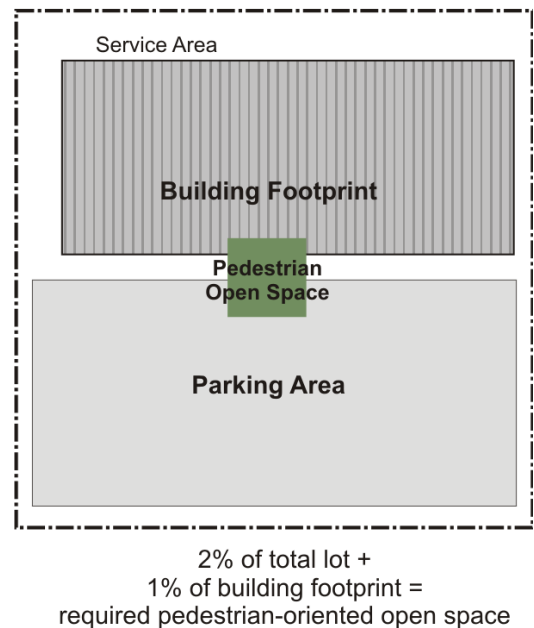 Service Area
Building Footprint
Pedestrian
Open Space
Parking Area
2% of total lot +
1% of building footprint =
required pedestrian-oriented open space